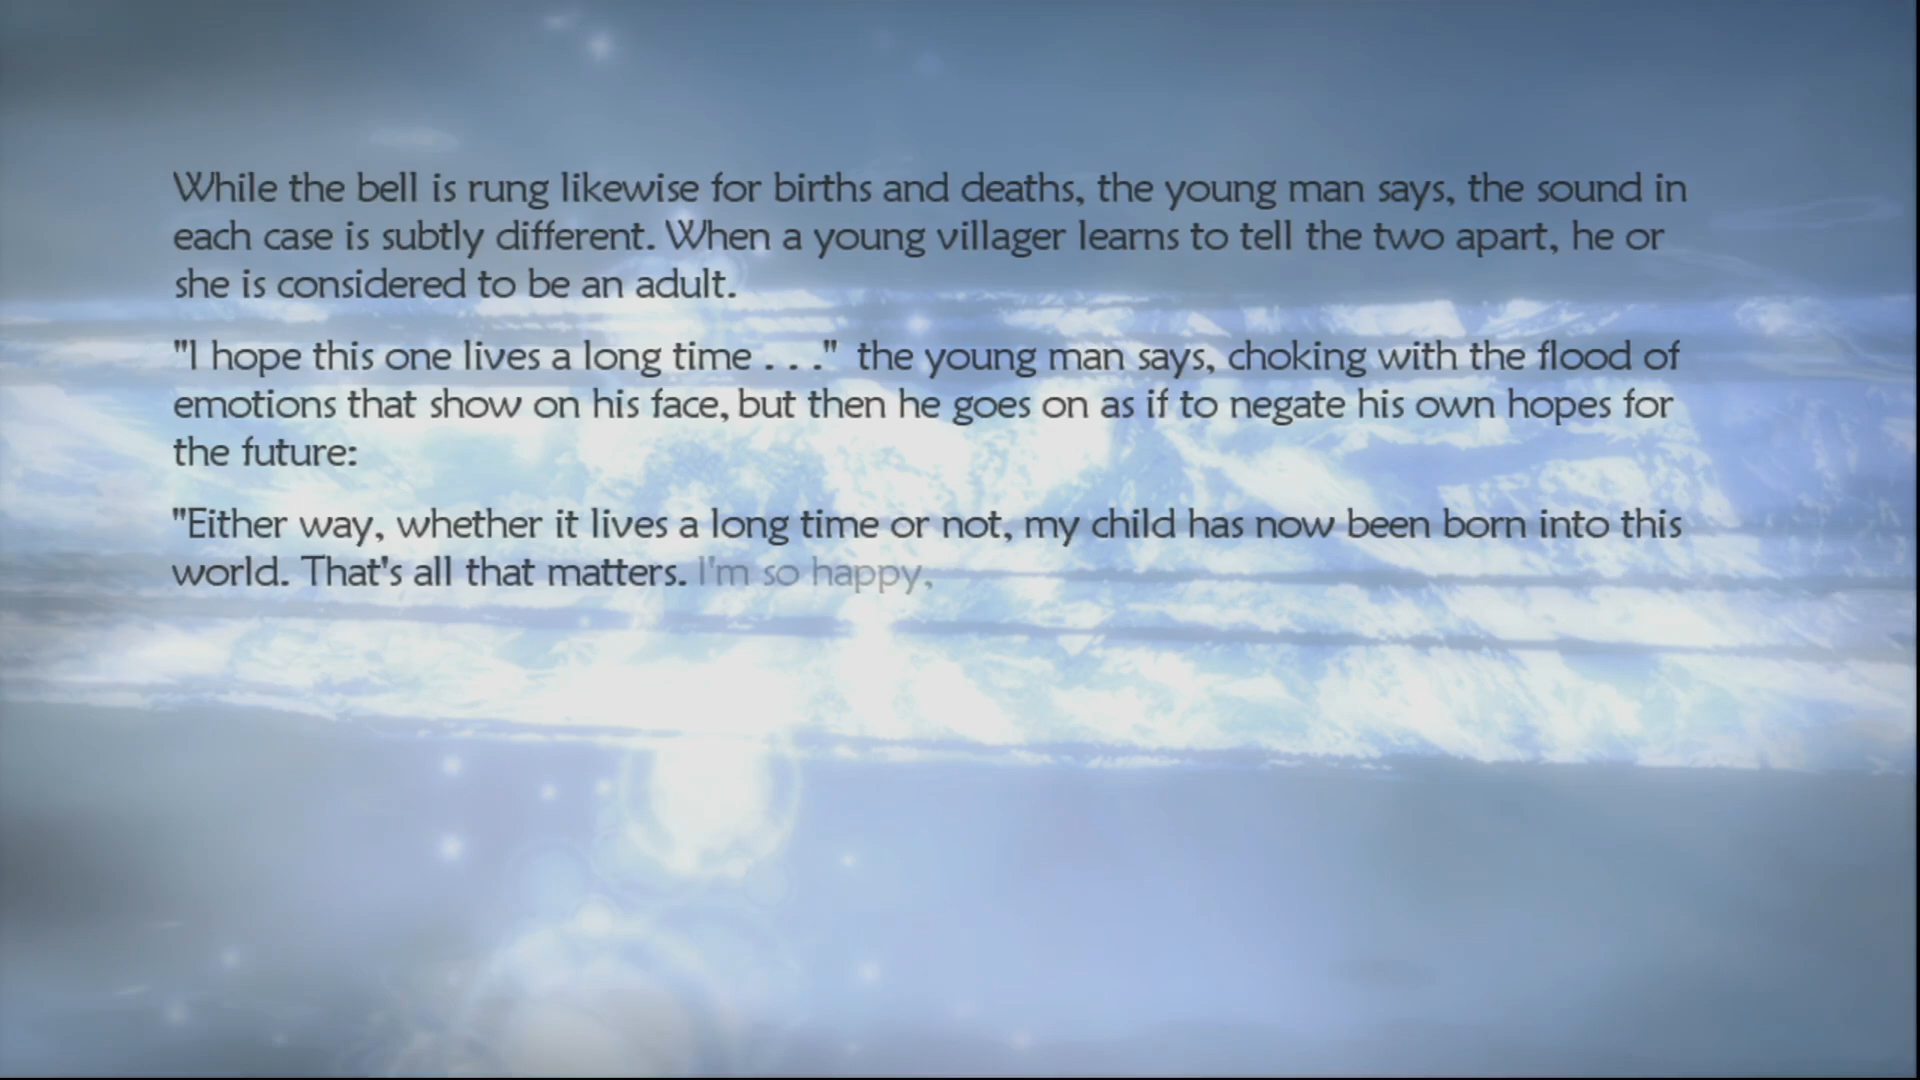 While the bell is rung likewise for births and deaths, the young man says, the sound in
each case is subtly different. When a young villager learns to tell the two apart, he or
she is considered to be an adult.
"I hope this one lives a long time . . ."  the young man says, choking with the flood of
emotions that show on his face, but then he goes on as if to negate his own hopes for
the future:
"Either way, whether it lives a long time or not, my child has now been born into this
world. That's all that matters. I'm so happy,